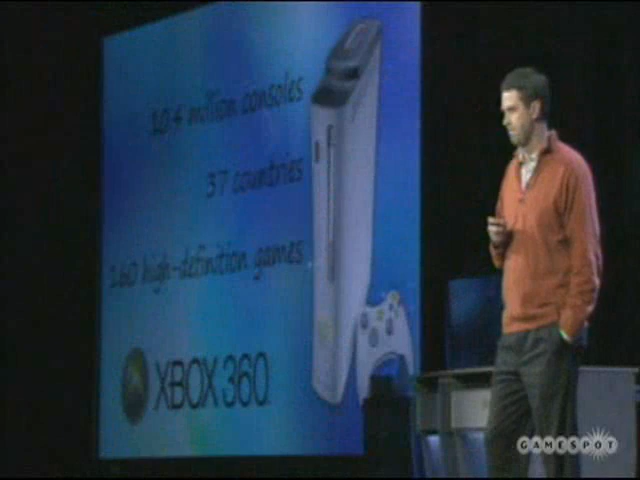 10.4 million consoles
37 countries
160 high-definition games
XBOX 360
GAMESPOT